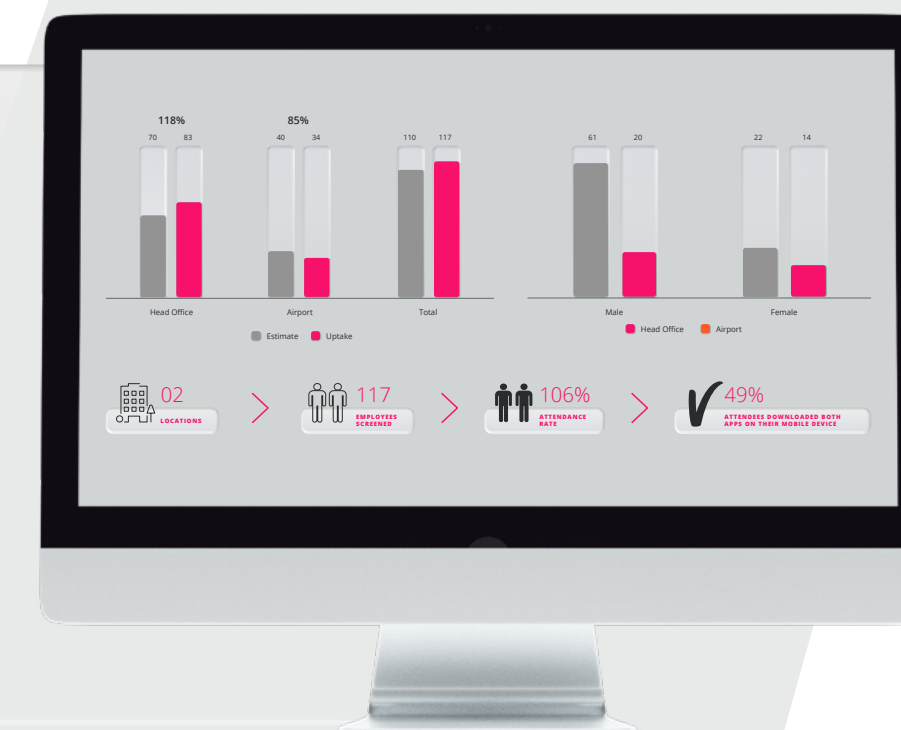 118% 85%
70 83 40 34 110 117 61 20 22 14
Head Office Airport Total Male Female
Estimate Uptake Head Office Airport
02
LOCATIONS
117
EMPLOYEES
SCREENED
106%
ATTENDANCE
RATE
49%
ATTENDEES DOWNLOADED BOTH
APPS ON THEIR MOBILE DEVICE